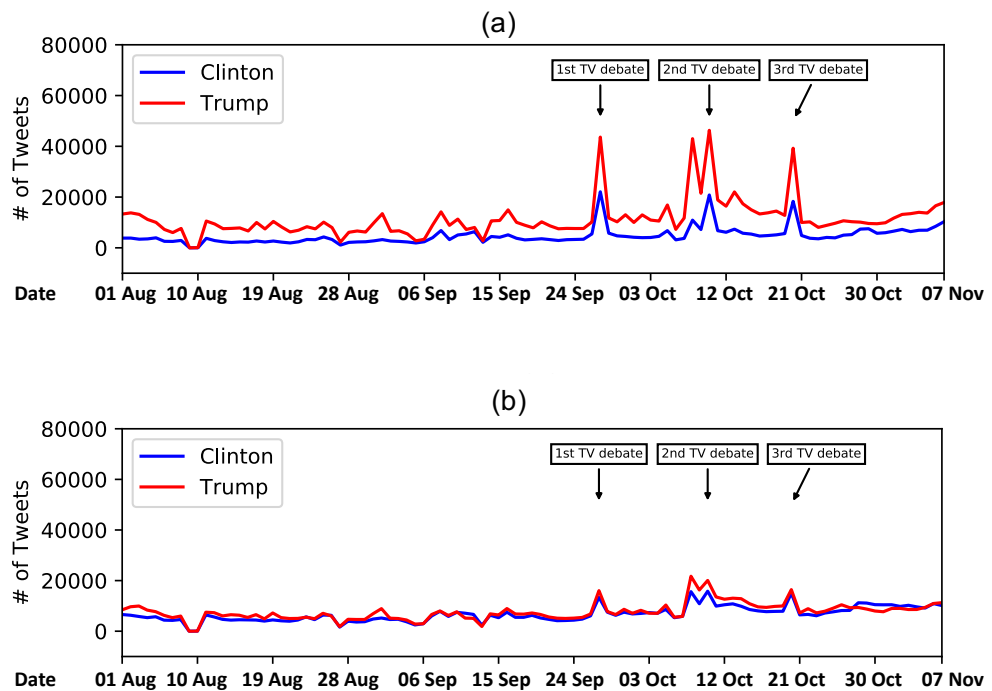 (a)
80000
Clinton
Trump
1st TV debate
2nd TV debate
3rd TV debate
60000
40000
20000
0
# of Tweets
Date
01 Aug
10 Aug
19 Aug
28 Aug
06 Sep
15 Sep
24 Sep
03 Oct
12 Oct
21 Oct
30 Oct
07 Nov
(b)
80000
Clinton
Trump
1st TV debate
2nd TV debate
3rd TV debate
60000
40000
20000
0
# of Tweets
Date
01 Aug
10 Aug
19 Aug
28 Aug
06 Sep
15 Sep
24 Sep
03 Oct
12 Oct
21 Oct
30 Oct
07 Nov